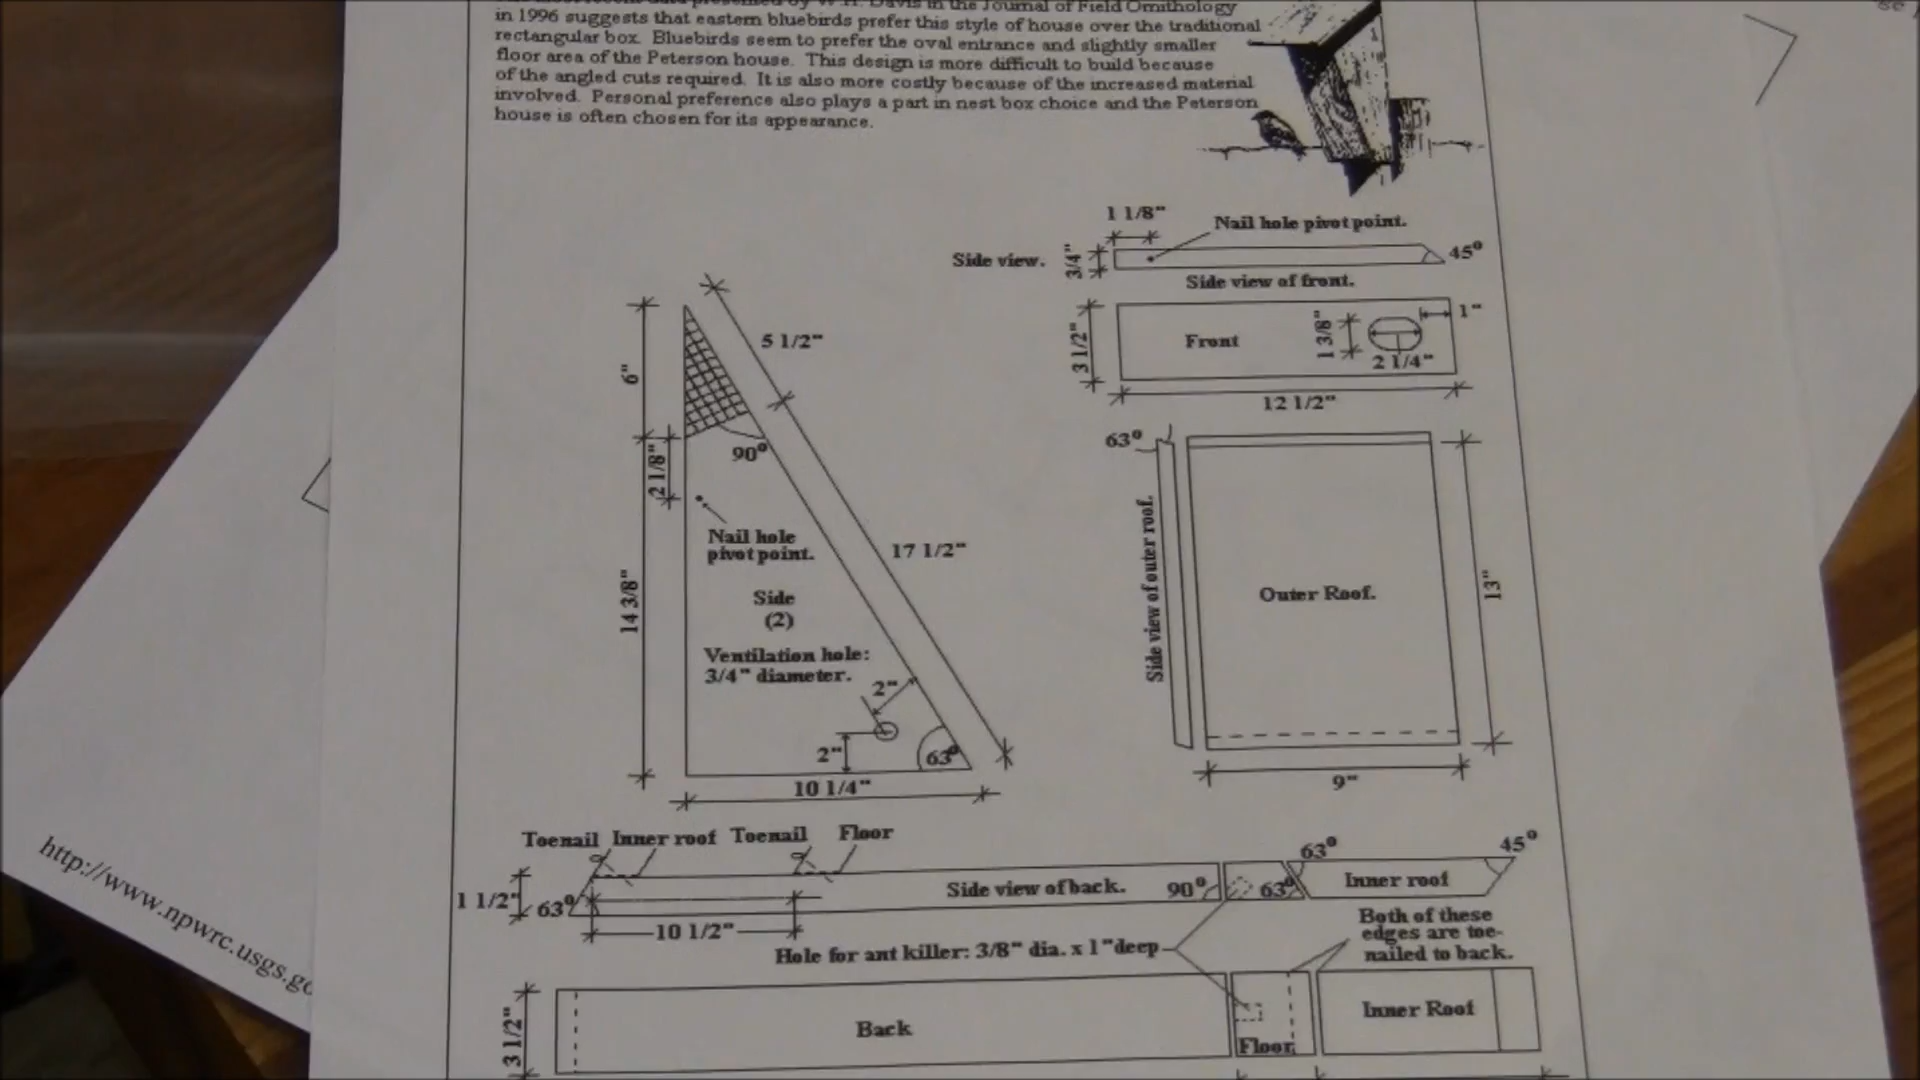 presented by W. H. Davis in the Journal of Field Ornithology
in 1996 suggests that eastern bluebirds prefer this style of house over the traditional
rectangular box. Bluebirds seem to prefer the oval entrance and slightly smaller
floor area of the Peterson house. This design is more difficult to build because
of the angled cuts required. It is also more costly because of the increased material
involved. Personal preference also plays a part in nest box choice and the Peterson
house is often chosen for its appearance.
1 1/8"
Nail hole pivot point.
Side view.
3/4"
45°
Side view of front.
5 1/2"
6"
3 1/2"
Front
1 3/8"
1"
2 1/4"
12 1/2"
90°
2 1/8"
63°
Nail hole
pivot point.
17 1/2"
14 3/8"
Side
(2)
Side view of outer roof.
Outer Roof.
13"
Ventilation hole:
3/4" diameter.
2"
2"
63°
10 1/4"
9"
Toenail Inner roof Toenail Floor
63°
45°
1 1/2"
63°
Side view of back.
90°
63°
Inner roof
10 1/2"
Hole for ant killer: 3/8" dia. x 1" deep
Both of these
edges are toe-
nailed to back.
3 1/2"
Back
Floor
Inner Roof
http://www.npwrc.usgs.go